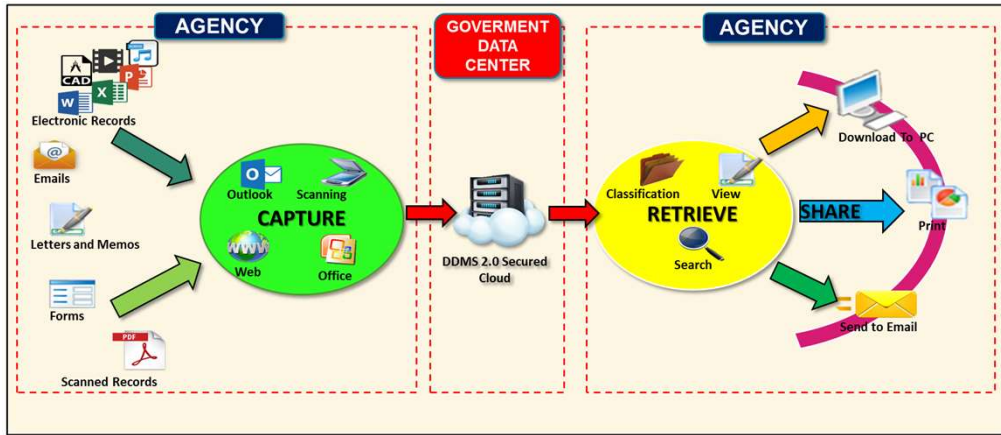 AGENCY
GOVERMENT
DATA
CENTER
AGENCY
CAD
P
W
X
Electronic Records
@
Emails
Letters and Memos
Forms
PDF
Scanned Records
O
Outlook
Scanning
CAPTURE
WWW
Web
Office
DDMS 2.0 Secured
Cloud
Classification
View
RETRIEVE
Search
Download To PC
SHARE
Print
Send to Email